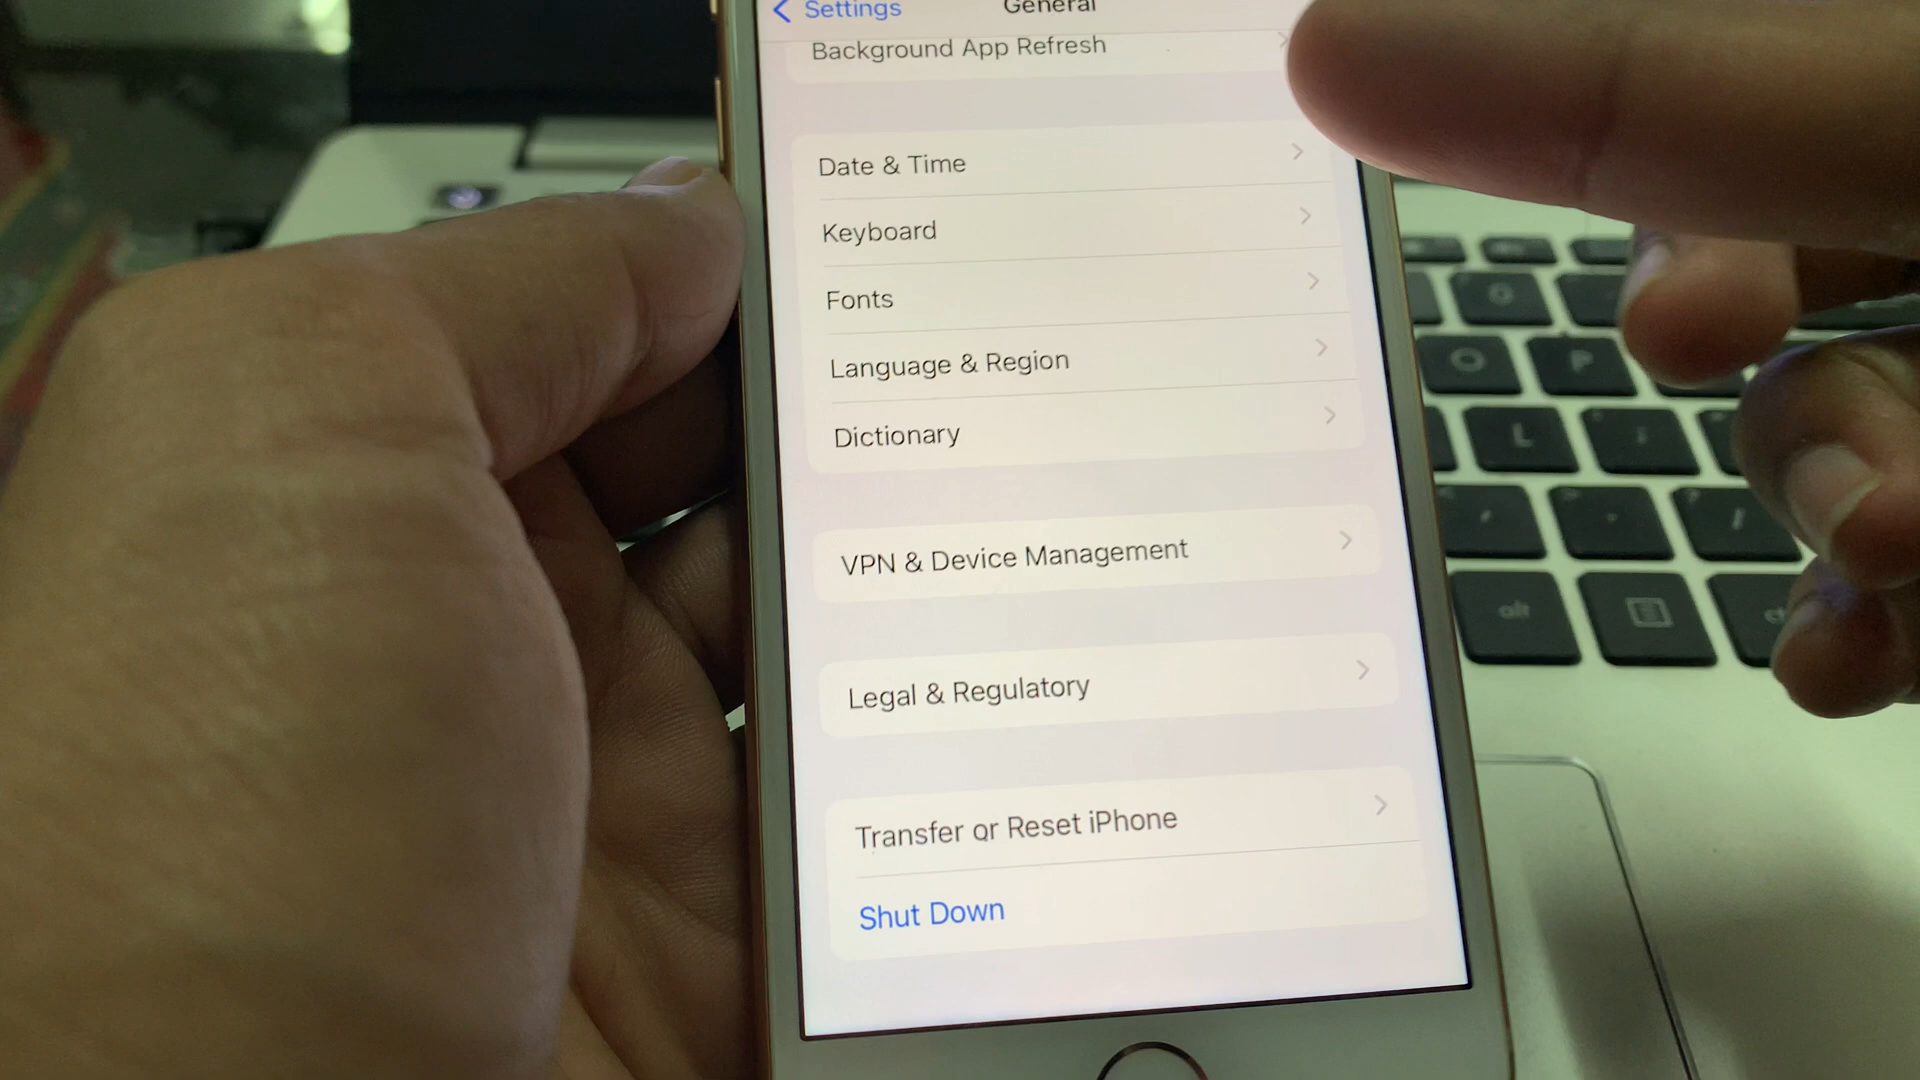 Settings
General
Background App Refresh
Date & Time
Keyboard
Fonts
Language & Region
Dictionary
VPN & Device Management
Legal & Regulatory
Transfer or Reset iPhone
Shut Down
O
P
L
alt